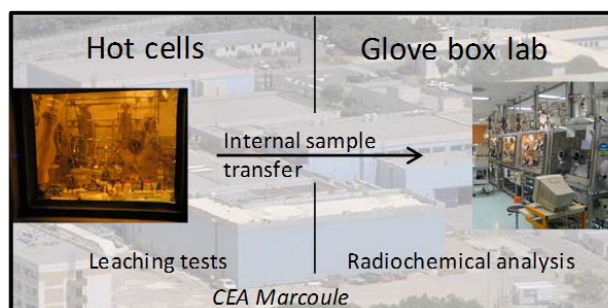 Hot cells
Glove box lab
Internal sample
transfer
Leaching tests
Radiochemical analysis
CEA Marcoule